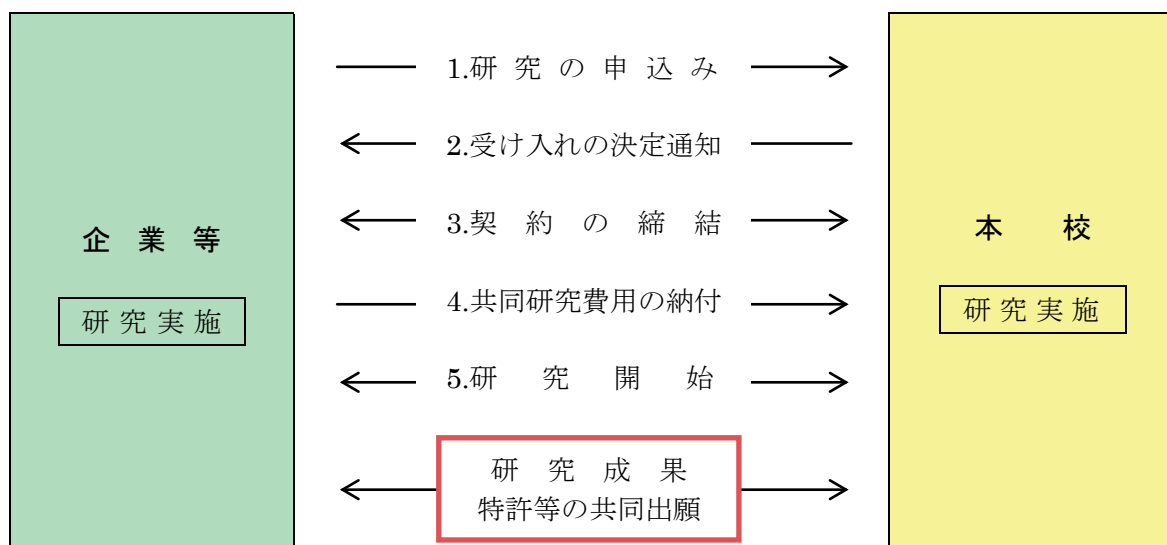 企業等
研究実施
1.研究の申込み
2.受け入れの決定通知
3.契約の締結
4.共同研究費用の納付
5.研究開始
研究成果
特許等の共同出願
本校
研究実施